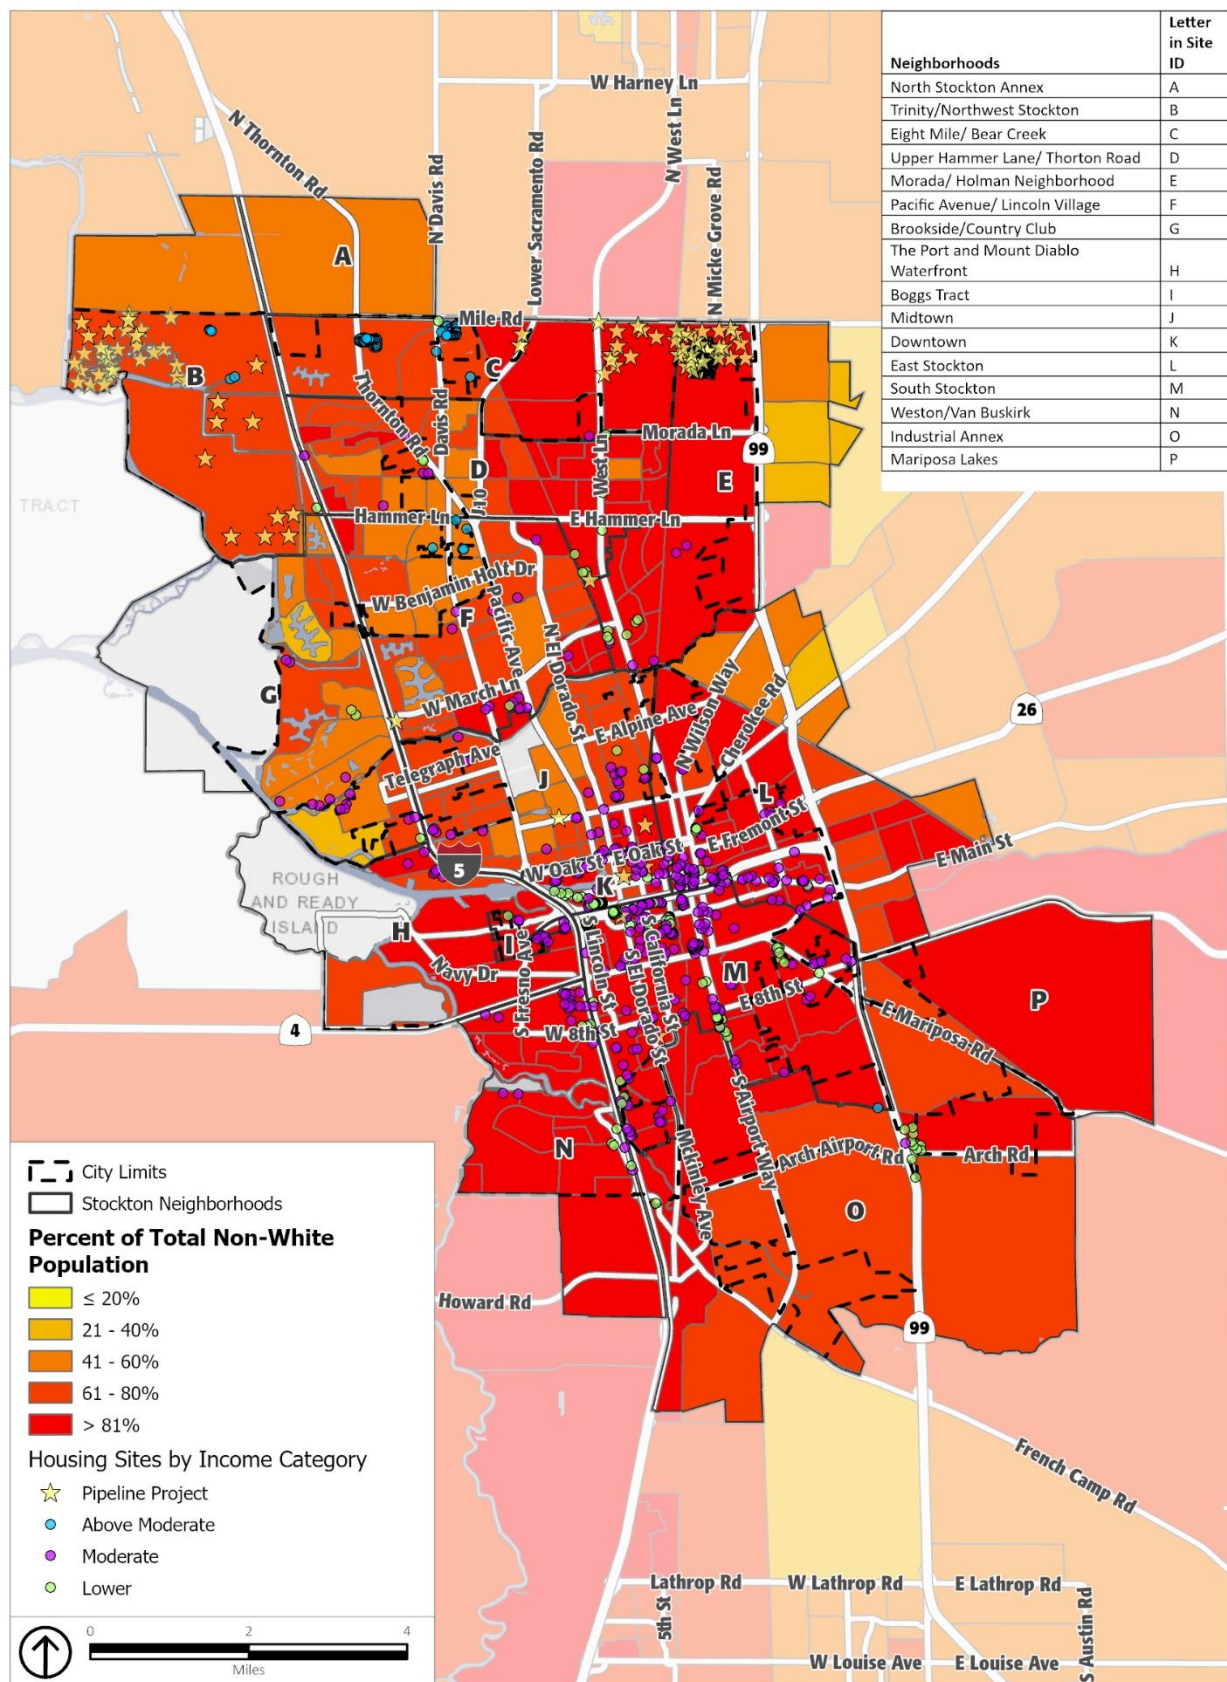 Neighborhoods
Letter
in Site
ID
North Stockton Annex A
Trinity/Northwest Stockton B
Eight Mile/ Bear Creek C
Upper Hammer Lane/ Thorton Road D
Morada/ Holman Neighborhood E
Pacific Avenue/ Lincoln Village F
Brookside/Country Club G
The Port and Mount Diablo
Waterfront H
Boggs Tract I
Midtown J
Downtown K
East Stockton L
South Stockton M
Weston/Van Buskirk N
Industrial Annex O
Mariposa Lakes P
W Harney Ln
N Thornton Rd
N Davis Rd
Lower Sacramento Rd
N West Ln
N Micke Grove Rd
A
Mile Rd
B
C
Thornton Rd
Davis Rd
Morada Ln
99
West Ln
D
E
J 10
TRACT
Hammer Ln
E Hammer Ln
W Benjamin Holt Dr
F
Pacific Ave
N El Dorado St
G
W March Ln
N Wilson Way
Cherokee Rd
26
E Alpine Ave
Telegraph Ave
J
L
E Fremont St
E Main St
5
W Oak St
E Oak St
ROUGH
AND READY
ISLAND
K
H
I
S Lincoln St
S California St
S El Dorado St
Navy Dr
S Fresno Ave
M
P
E 8th St
4
W 8th St
E Mariposa Rd
S Airport Way
N
Mckinley Ave
Arch Airport Rd
Arch Rd
O
Howard Rd
99
French Camp Rd
Lathrop Rd
W Lathrop Rd
E Lathrop Rd
5th St
S Austin Rd
W Louise Ave
E Louise Ave
City Limits
Stockton Neighborhoods
Percent of Total Non-White
Population
≤ 20%
21 - 40%
41 - 60%
61 - 80%
> 81%
Housing Sites by Income Category
Pipeline Project
Above Moderate
Moderate
Lower
0 2 4
Miles